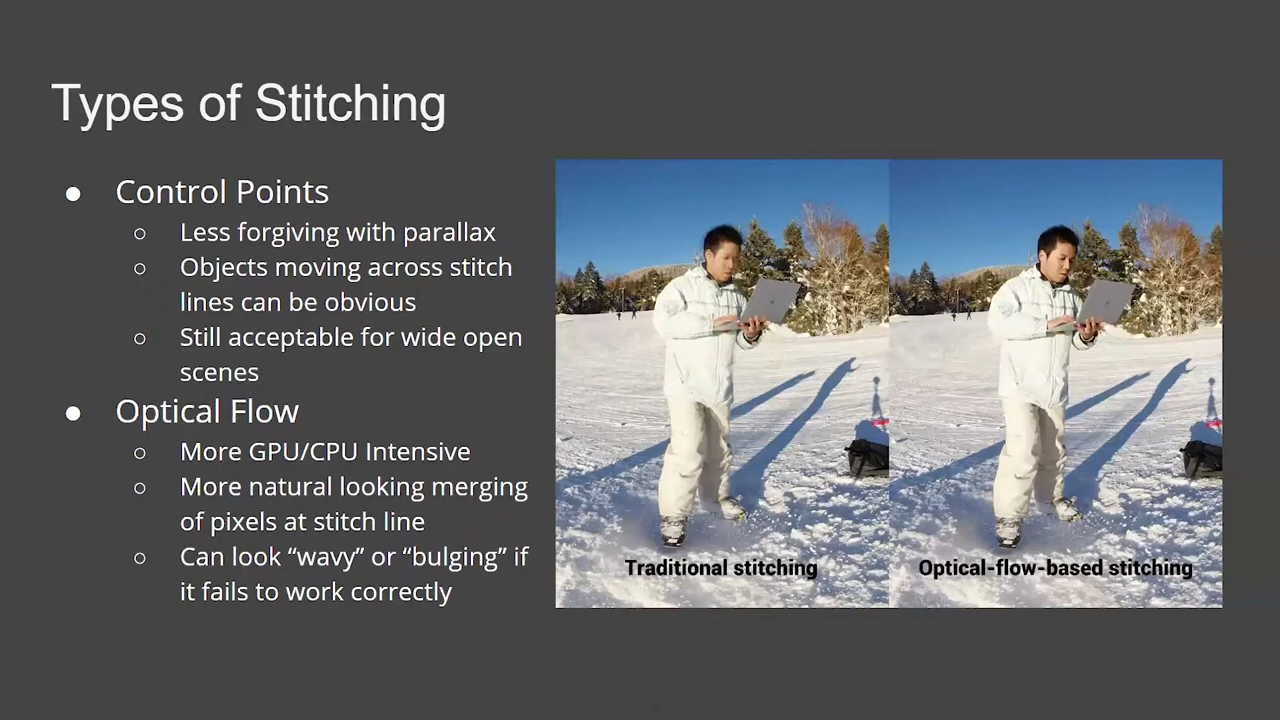 Types of Stitching
● Control Points
○ Less forgiving with parallax
○ Objects moving across stitch
lines can be obvious
○ Still acceptable for wide open
scenes
● Optical Flow
○ More GPU/CPU Intensive
○ More natural looking merging
of pixels at stitch line
○ Can look “wavy” or “bulging” if
it fails to work correctly
Traditional stitching
Optical-flow-based stitching